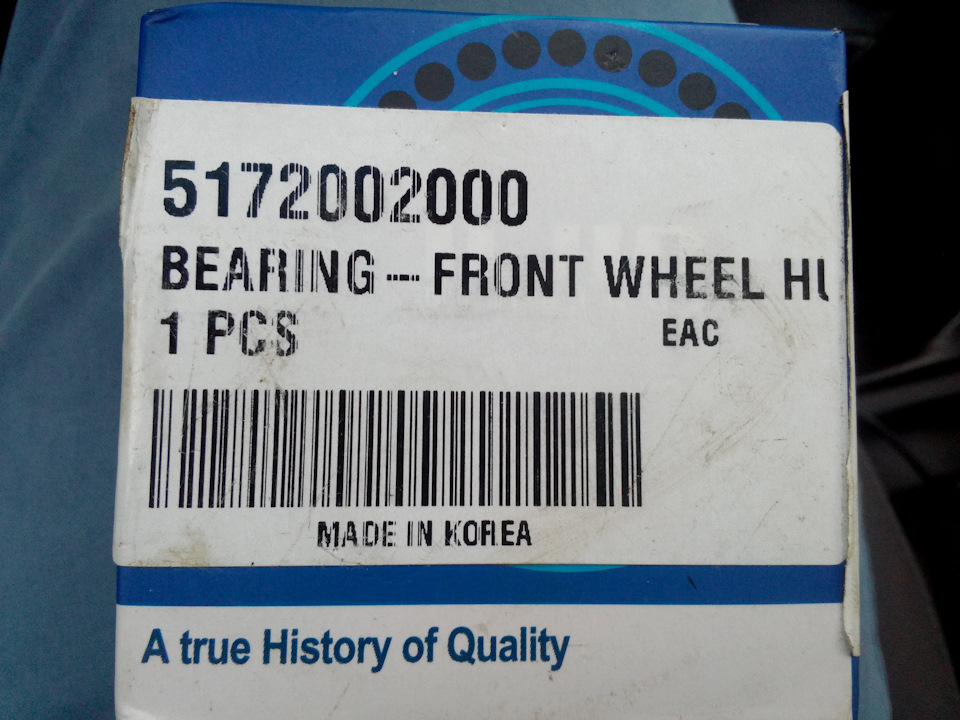 5172002000
BEARING---FRONT WHEEL HU
1 PCS
EAC
MADE IN KOREA
A true History of Quality